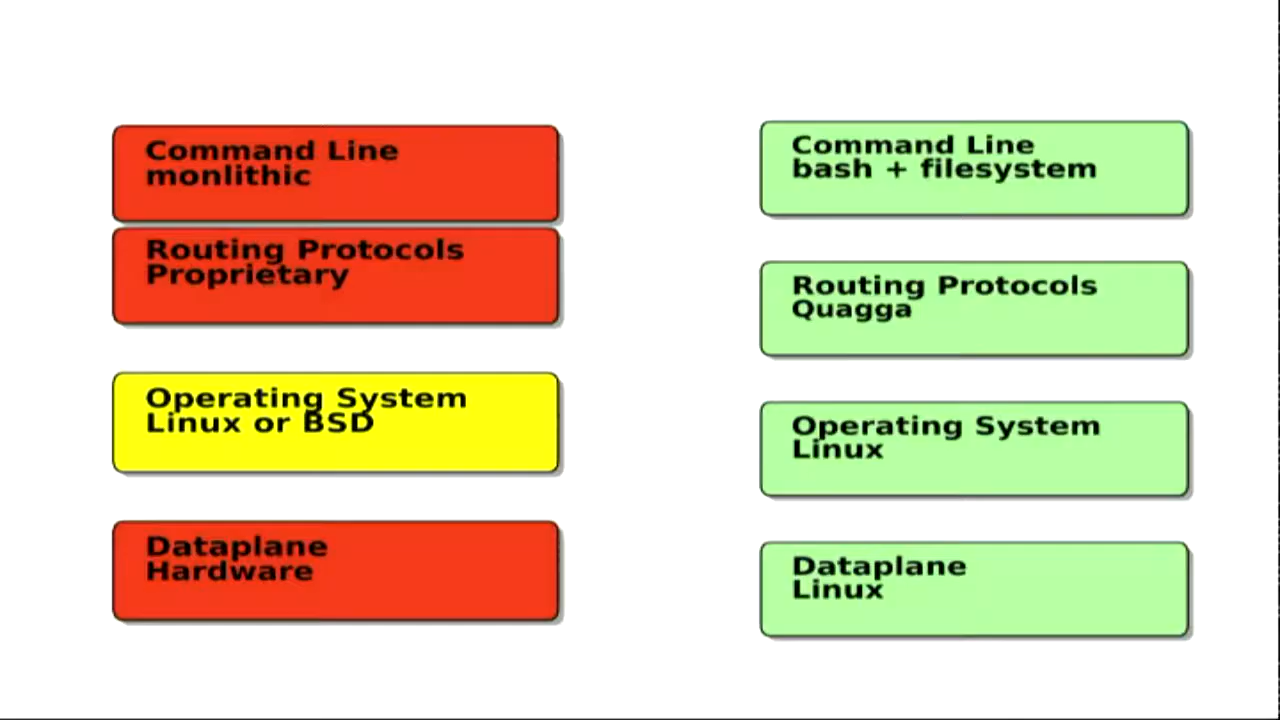 Command Line
monlithic
Routing Protocols
Proprietary
Operating System
Linux or BSD
Dataplane
Hardware
Command Line
bash + filesystem
Routing Protocols
Quagga
Operating System
Linux
Dataplane
Linux